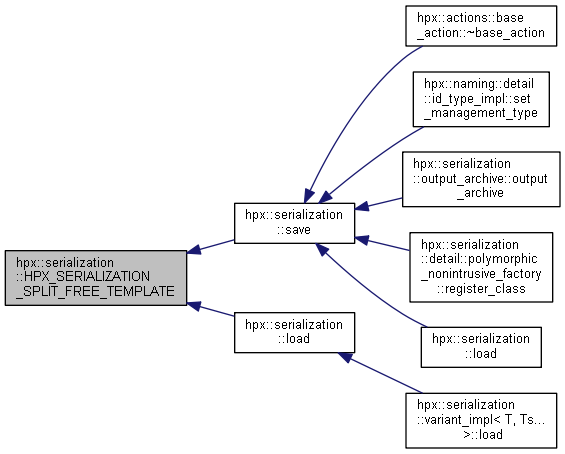 hpx::serialization
::HPX_SERIALIZATION
_SPLIT_FREE_TEMPLATE
hpx::serialization
::save
hpx::serialization
::load
hpx::actions::base
_action::~base_action
hpx::naming::detail
::id_type_impl::set
_management_type
hpx::serialization
::output_archive::output
_archive
hpx::serialization
::detail::polymorphic
_nonintrusive_factory
::register_class
hpx::serialization
::load
hpx::serialization
::variant_impl< T, Ts...
>::load